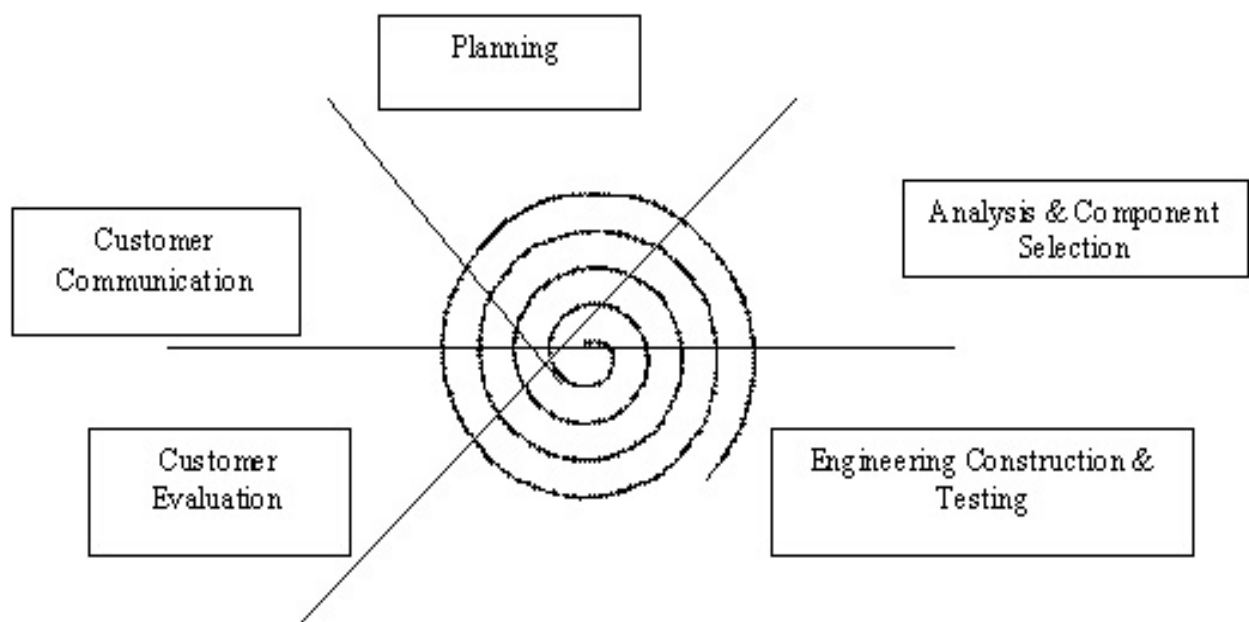 Planning
Analysis & Component
Selection
Customer
Communication
Customer
Evaluation
Engineering Construction &
Testing